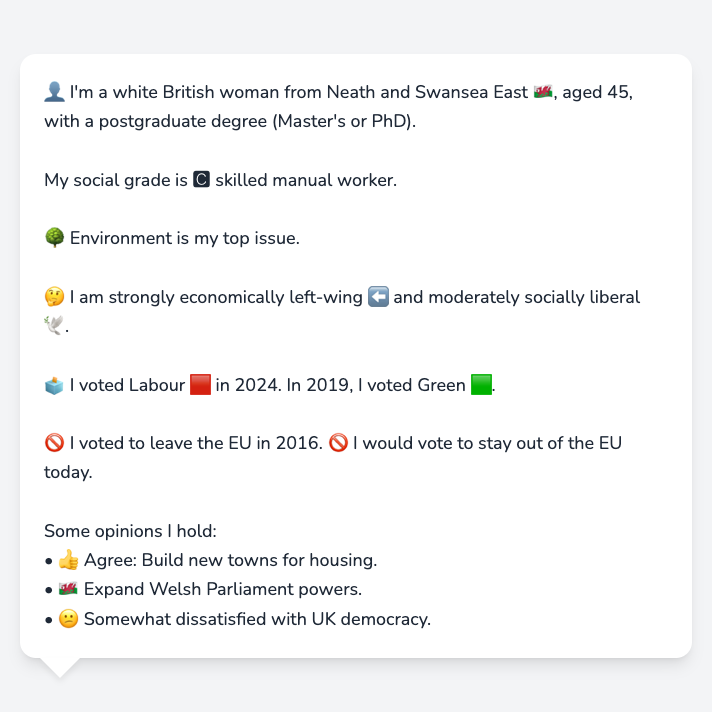 👤 I'm a white British woman from Neath and Swansea East 🏴󠁧󠁢󠁷󠁬󠁳󠁿, aged 45,
with a postgraduate degree (Master's or PhD).
My social grade is 🅲 skilled manual worker.
🌳 Environment is my top issue.
🤔 I am strongly economically left-wing ⬅️ and moderately socially liberal
🕊️.
🗳️ I voted Labour 🟥 in 2024. In 2019, I voted Green 🟩.
🚫 I voted to leave the EU in 2016. 🚫 I would vote to stay out of the EU
today.
Some opinions I hold:
• 👍 Agree: Build new towns for housing.
• 🏴󠁧󠁢󠁷󠁬󠁳󠁿 Expand Welsh Parliament powers.
• 😕 Somewhat dissatisfied with UK democracy.